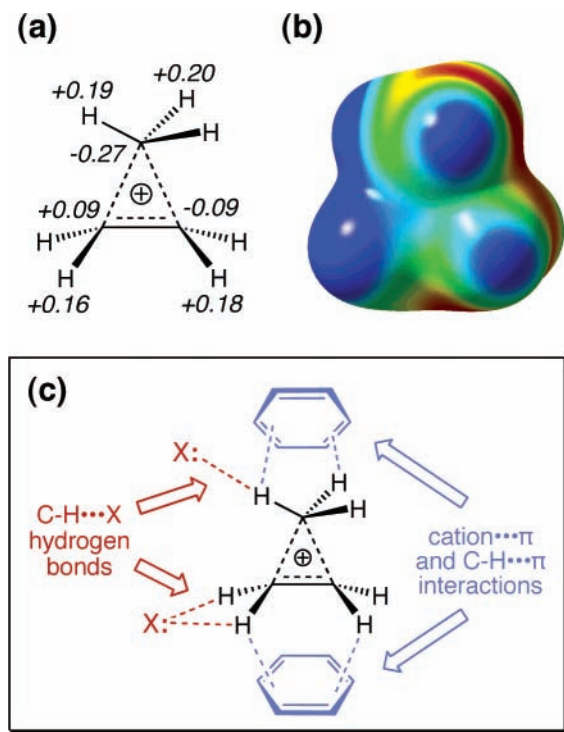 (a)
(b)
+0.20
+0.19
H
H
H
-0.27
⊕
+0.09
-0.09
H
H
H
H
+0.16
+0.18
(c)
X:
H
H
H
C-H•••X
hydrogen
bonds
⊕
cation•••π
and C-H•••π
interactions
H
H
X:
H
H